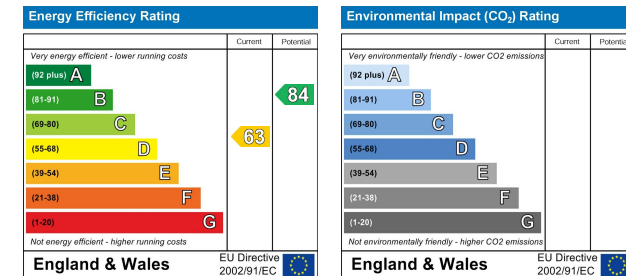 Energy Efficiency Rating
Current Potential
Very energy efficient - lower running costs
(92 plus) A
(81-91) B
84
(69-80) C
63
(55-68) D
(39-54) E
(21-38) F
(1-20) G
Not energy efficient - higher running costs
England & Wales
EU Directive
2002/91/EC
Environmental Impact (CO₂) Rating
Current Potential
Very environmentally friendly - lower CO2 emissions
(92 plus) A
(81-91) B
(69-80) C
(55-68) D
(39-54) E
(21-38) F
(1-20) G
Not environmentally friendly - higher CO2 emissions
England & Wales
EU Directive
2002/91/EC